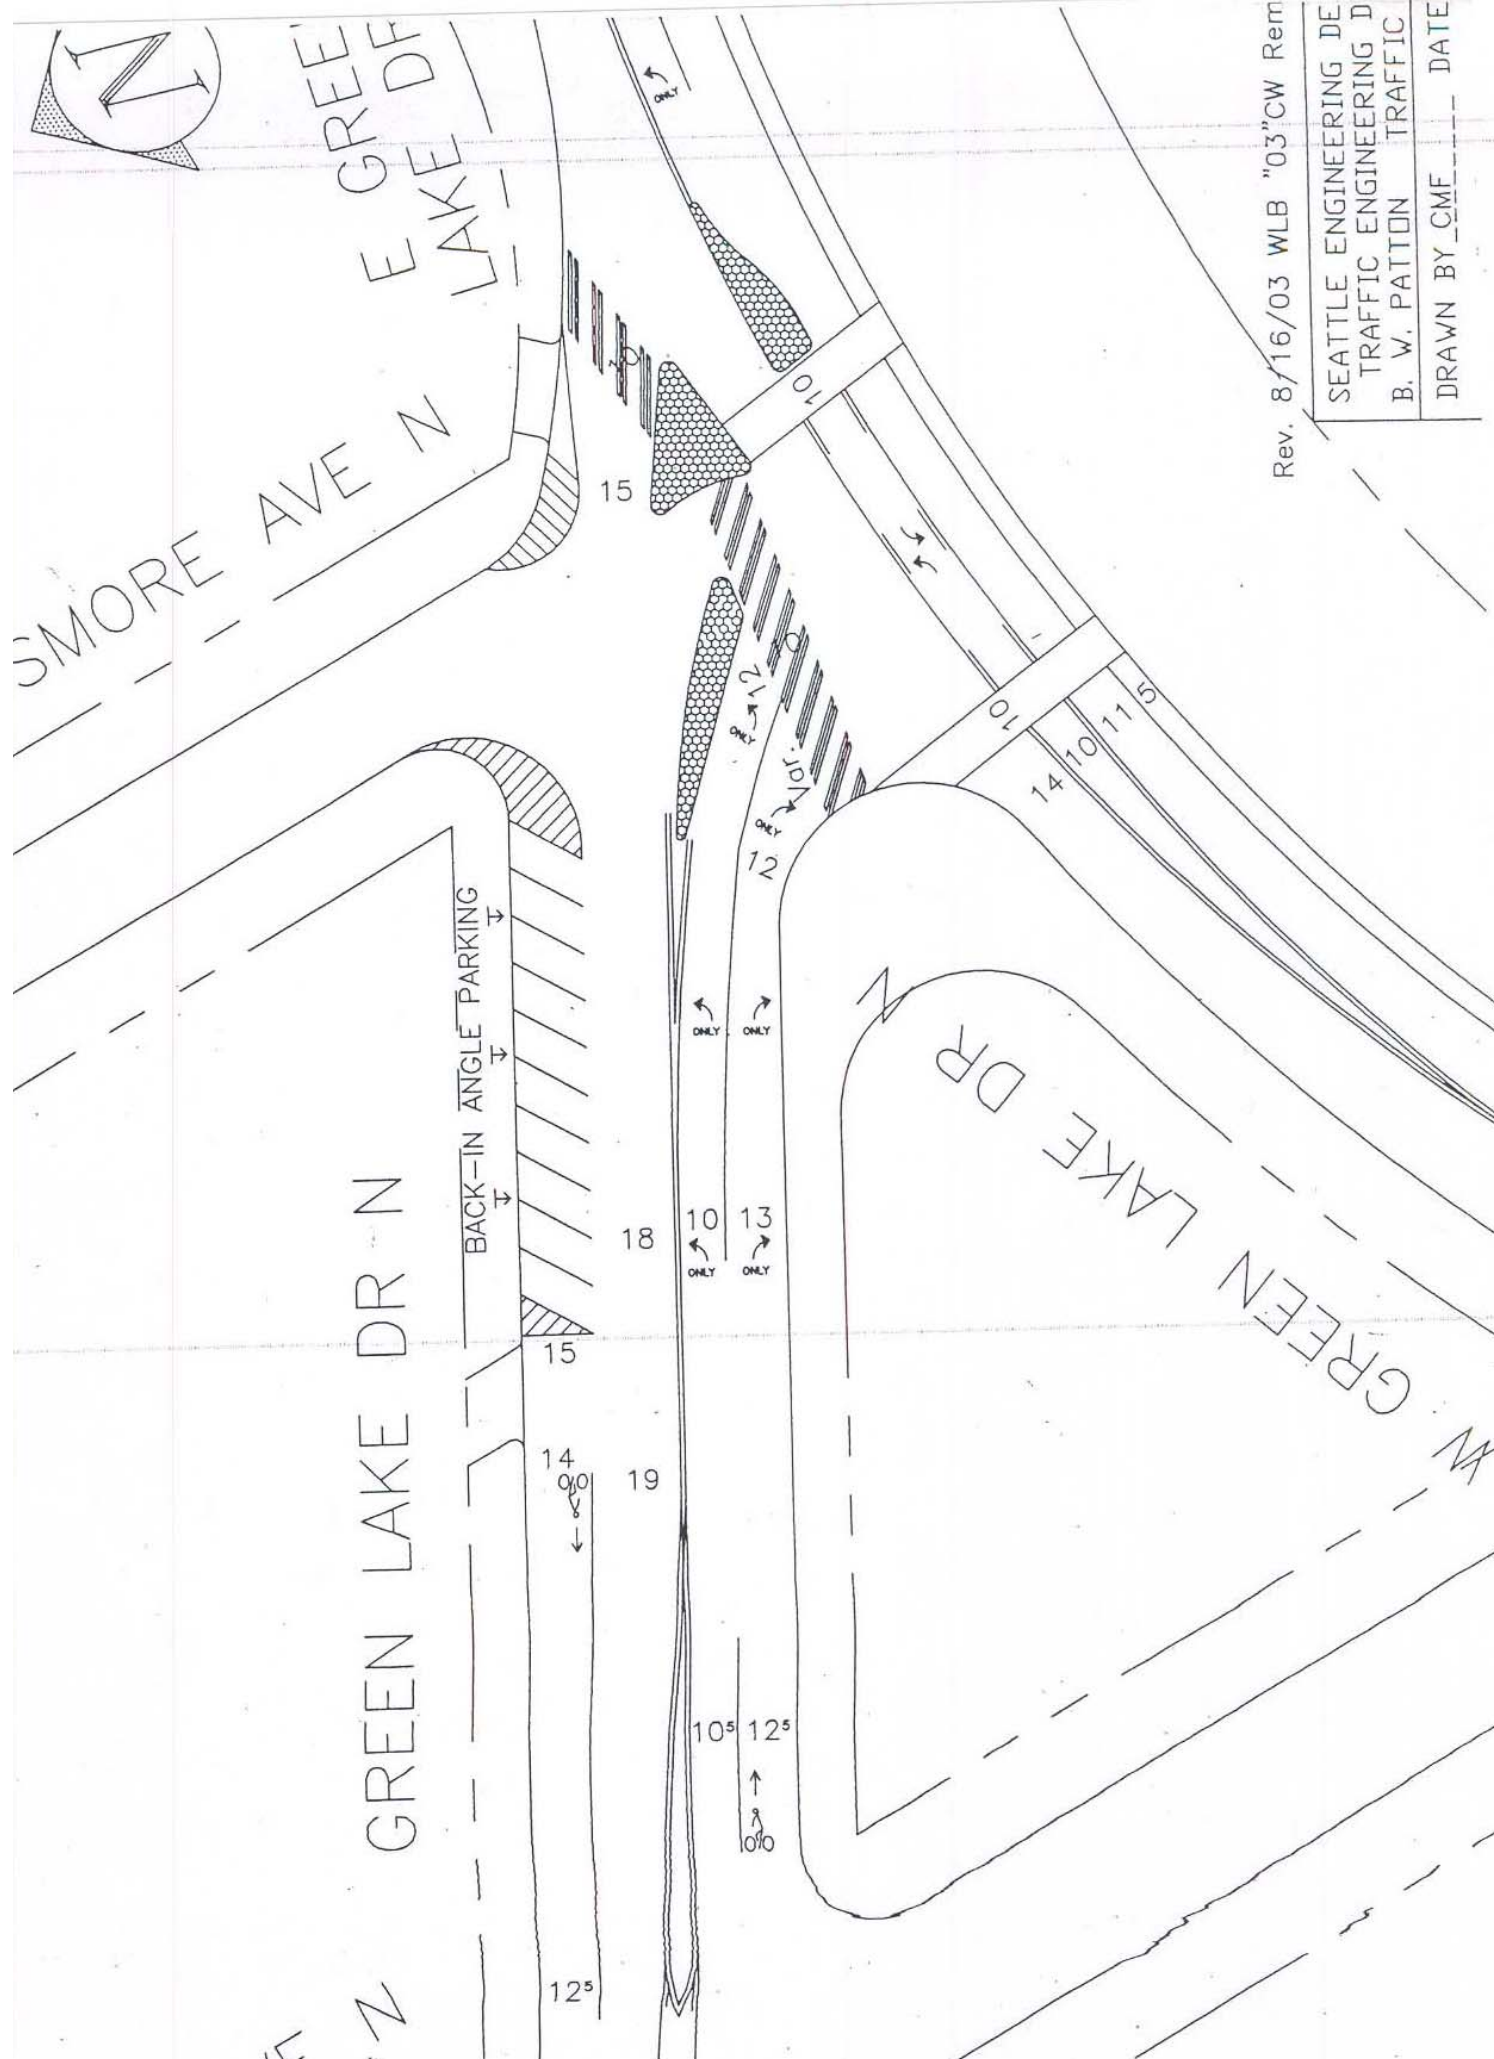 N
E GREEN
LAKE DR
Rev. 8/16/03 WLB "03"CW Rem
SEATTLE ENGINEERING DE
TRAFFIC ENGINEERING D
B. W. PATTON TRAFFIC
DRAWN BY CMF DATE
ONLY
10
SMORE AVE N
15
12
10
ONLY
Var.
ONLY
12
10
14 10 11 5
BACK-IN ANGLE PARKING
ONLY ONLY
W GREEN LAKE DR N
18 10 13
ONLY ONLY
GREEN LAKE DR N
15
14
19
10⁵ 12⁵
12⁵
N